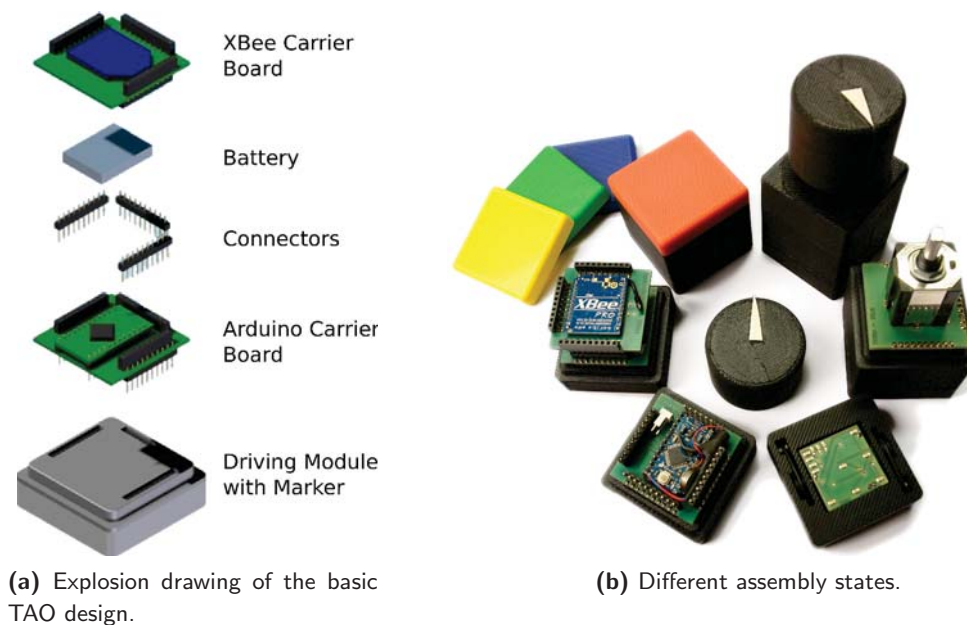 XBee Carrier
Board
Battery
Connectors
Arduino Carrier
Board
Driving Module
with Marker
XBee
PRO
(a) Explosion drawing of the basic
TAO design.
(b) Different assembly states.